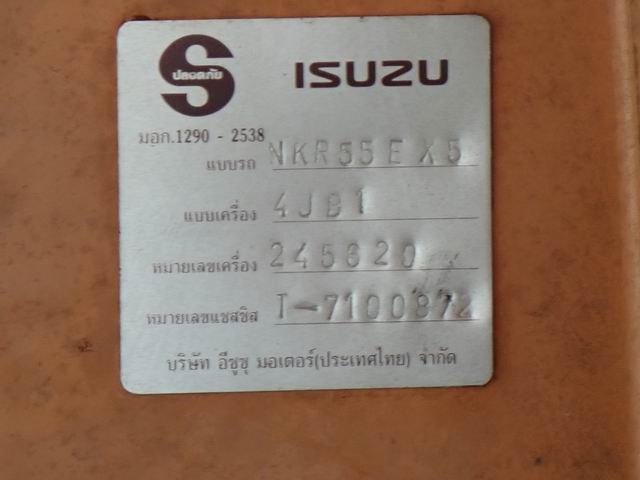 ปลอดภัย
ISUZU
มอก.1290 - 2538
แบบรถ NKR55E X5
แบบเครื่อง 4JB1
หมายเลขเครื่อง 245620
หมายเลขแชสซิส T-7100872
บริษัท อีซูซุ มอเตอร์(ประเทศไทย) จำกัด